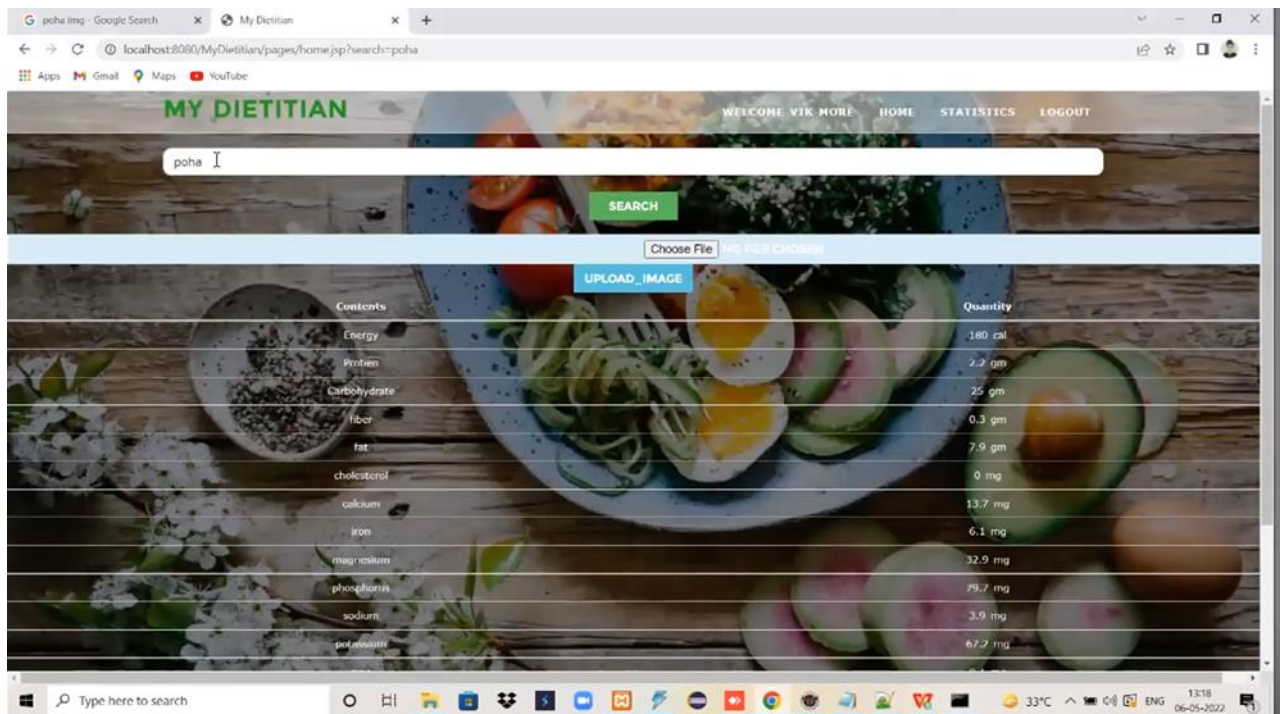 poha img - Google Search
My Dietitian
localhost:8080/MyDietitian/pages/home.jsp?search=poha
Apps Gmail Maps YouTube
MY DIETITIAN
WELCOME VIK MORE HOME STATISTICS LOGOUT
poha
SEARCH
Choose File NO FILE CHOSEN
UPLOAD_IMAGE
Contents Quantity
Energy 180 cal
Protien 2.2 gm
Carbohydrate 25 gm
fiber 0.3 gm
fat 7.9 gm
cholesterol 0 mg
calcium 13.7 mg
iron 6.1 mg
magnesium 32.9 mg
phosphorus 79.7 mg
sodium 3.9 mg
potassium 67.2 mg
Type here to search
33°C ENG 13:18
06-05-2022